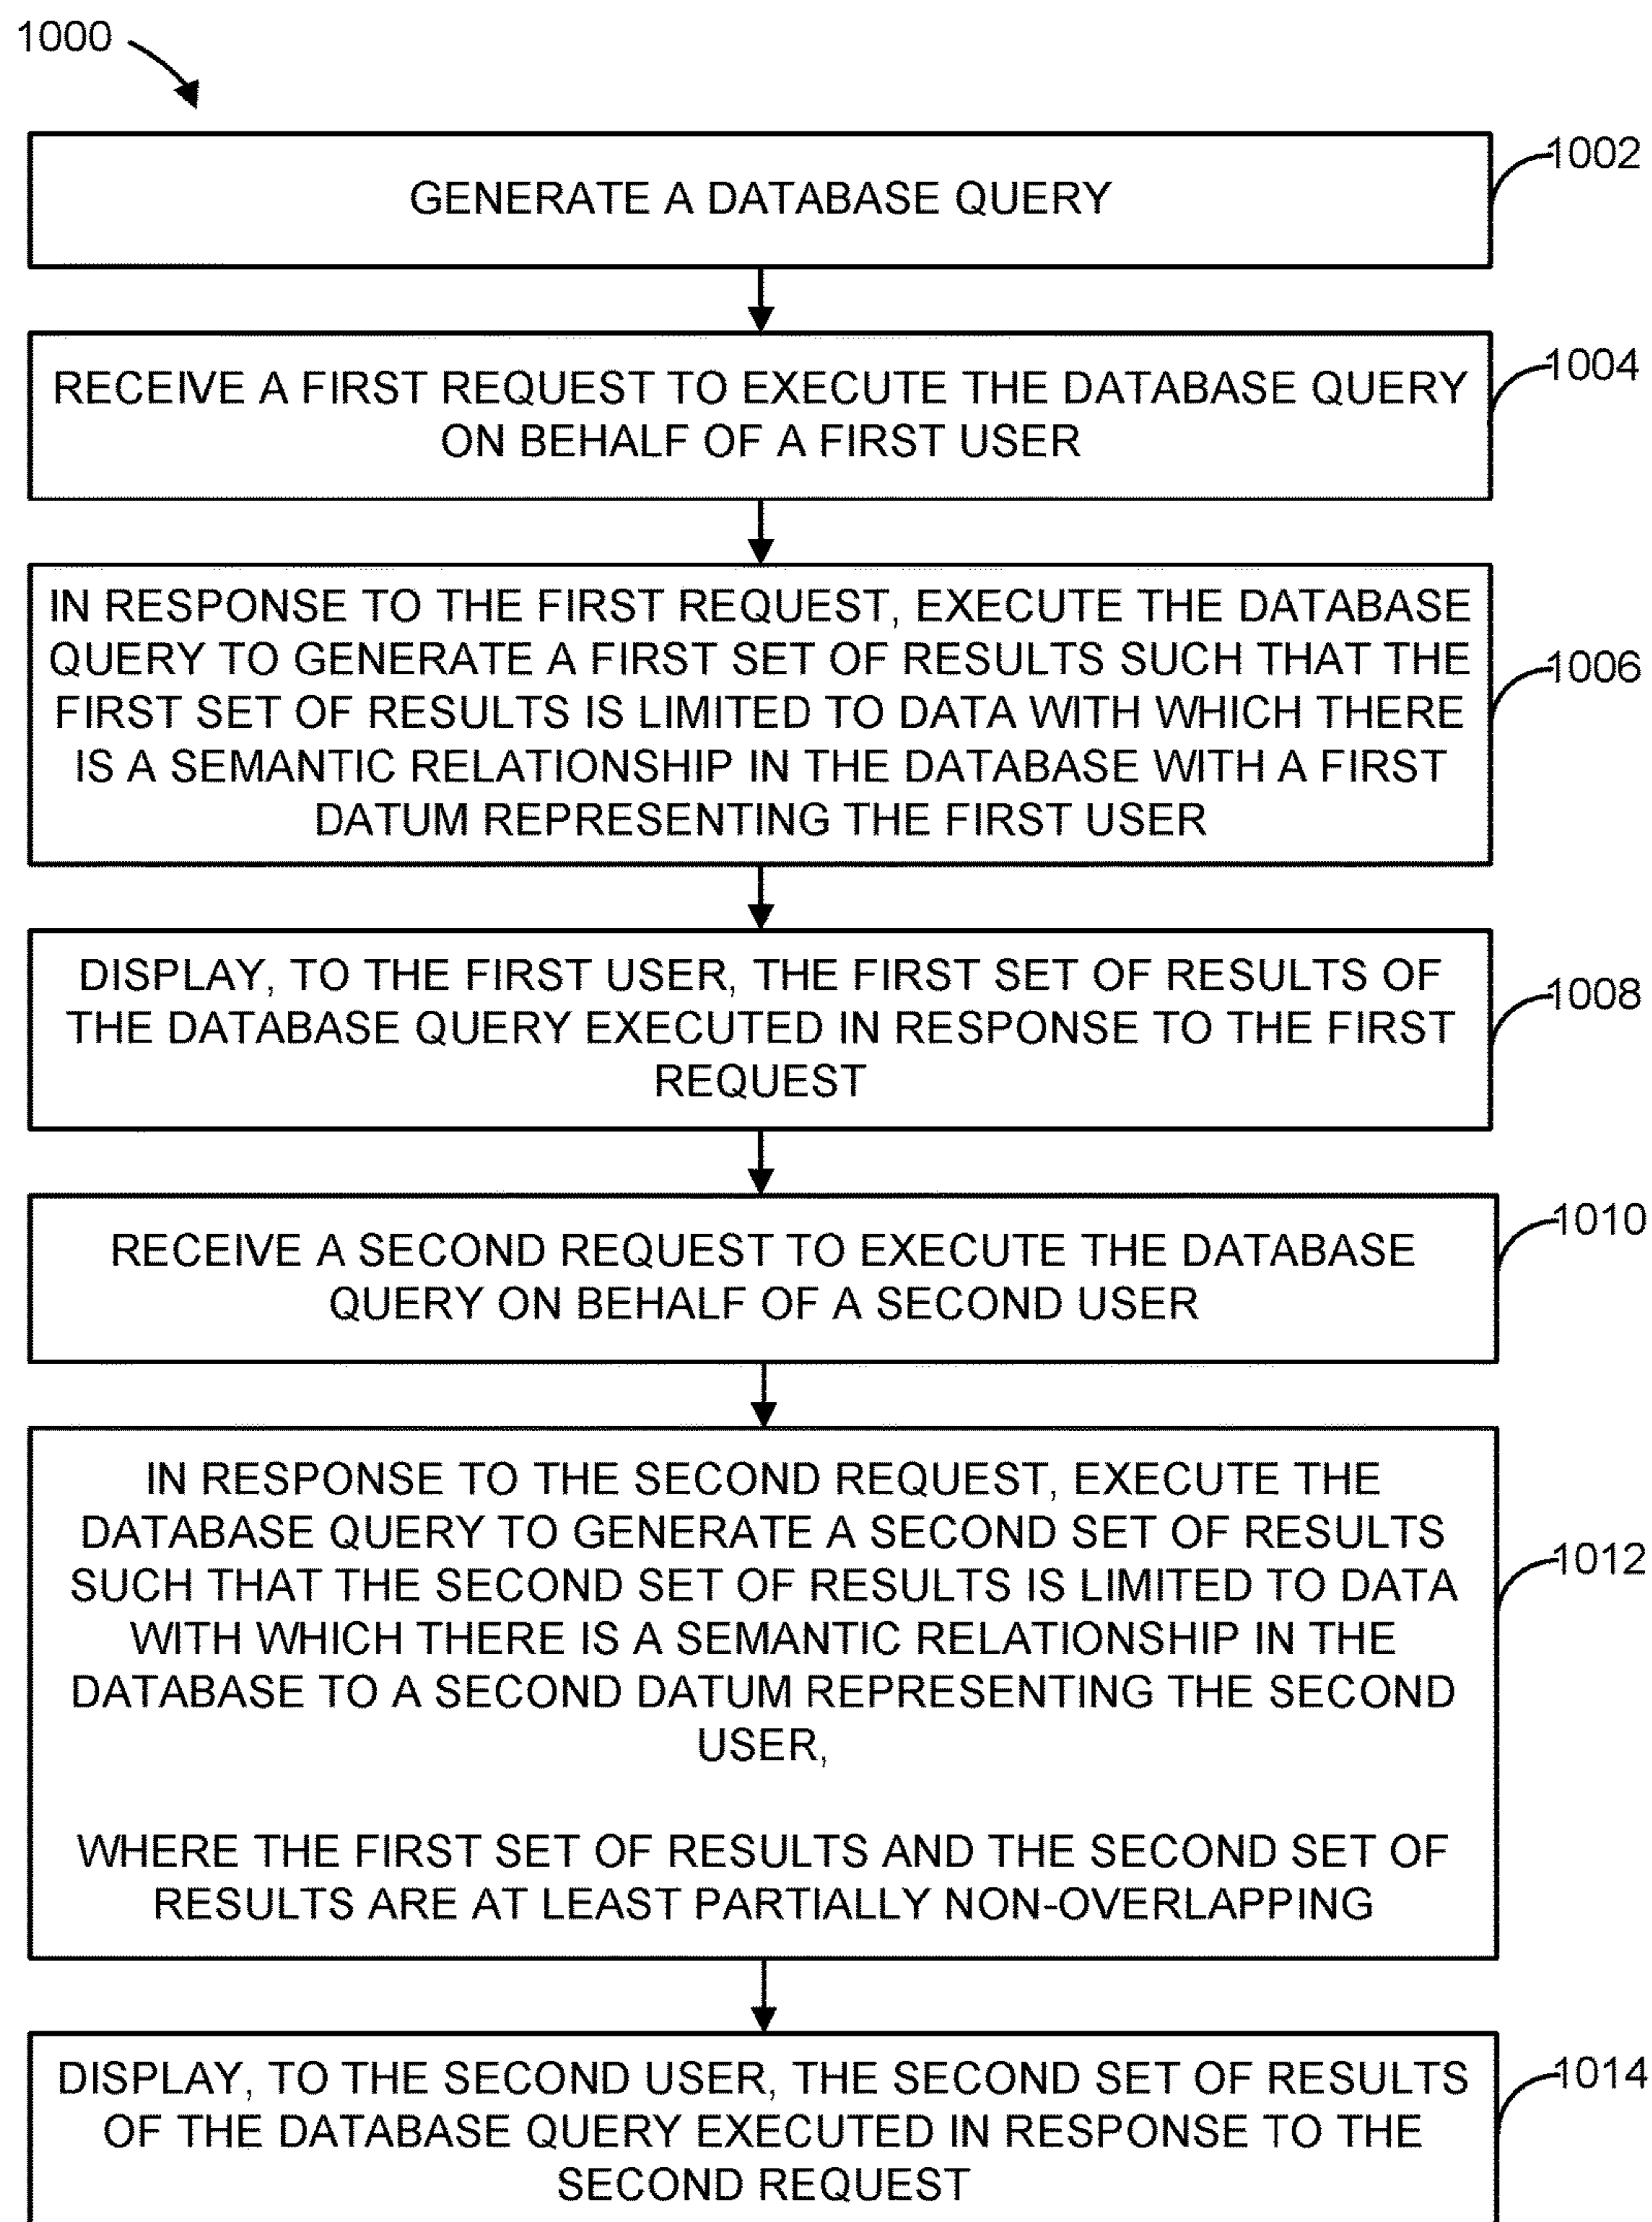 1000
GENERATE A DATABASE QUERY
1002
RECEIVE A FIRST REQUEST TO EXECUTE THE DATABASE QUERY
ON BEHALF OF A FIRST USER
1004
IN RESPONSE TO THE FIRST REQUEST, EXECUTE THE DATABASE
QUERY TO GENERATE A FIRST SET OF RESULTS SUCH THAT THE
FIRST SET OF RESULTS IS LIMITED TO DATA WITH WHICH THERE
IS A SEMANTIC RELATIONSHIP IN THE DATABASE WITH A FIRST
DATUM REPRESENTING THE FIRST USER
1006
DISPLAY, TO THE FIRST USER, THE FIRST SET OF RESULTS OF
THE DATABASE QUERY EXECUTED IN RESPONSE TO THE FIRST
REQUEST
1008
RECEIVE A SECOND REQUEST TO EXECUTE THE DATABASE
QUERY ON BEHALF OF A SECOND USER
1010
IN RESPONSE TO THE SECOND REQUEST, EXECUTE THE
DATABASE QUERY TO GENERATE A SECOND SET OF RESULTS
SUCH THAT THE SECOND SET OF RESULTS IS LIMITED TO DATA
WITH WHICH THERE IS A SEMANTIC RELATIONSHIP IN THE
DATABASE TO A SECOND DATUM REPRESENTING THE SECOND
USER,
WHERE THE FIRST SET OF RESULTS AND THE SECOND SET OF
RESULTS ARE AT LEAST PARTIALLY NON-OVERLAPPING
1012
DISPLAY, TO THE SECOND USER, THE SECOND SET OF RESULTS
OF THE DATABASE QUERY EXECUTED IN RESPONSE TO THE
SECOND REQUEST
1014